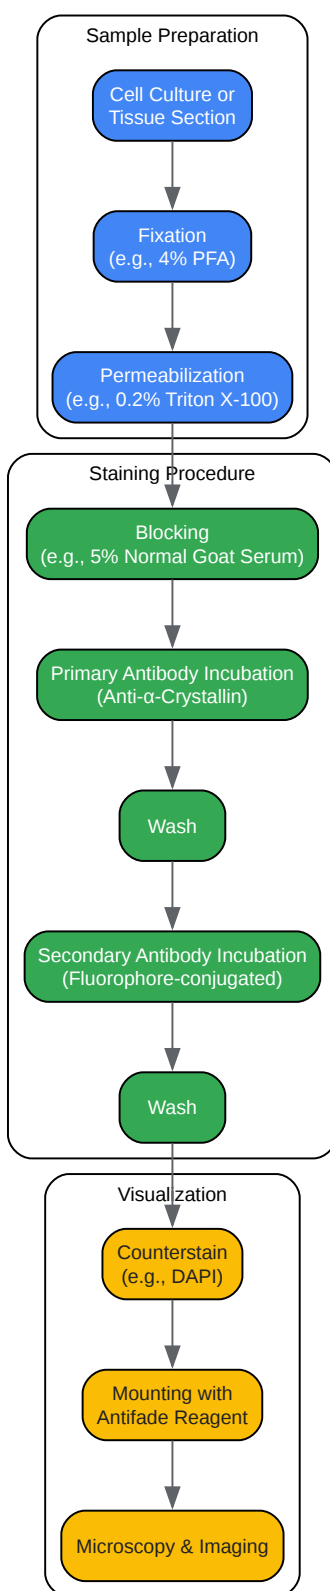 Sample Preparation
Cell Culture or
Tissue Section
Fixation
(e.g., 4% PFA)
Permeabilization
(e.g., 0.2% Triton X-100)
Staining Procedure
Blocking
(e.g., 5% Normal Goat Serum)
Primary Antibody Incubation
(Anti-α-Crystallin)
Wash
Secondary Antibody Incubation
(Fluorophore-conjugated)
Wash
Visualization
Counterstain
(e.g., DAPI)
Mounting with
Antifade Reagent
Microscopy & Imaging